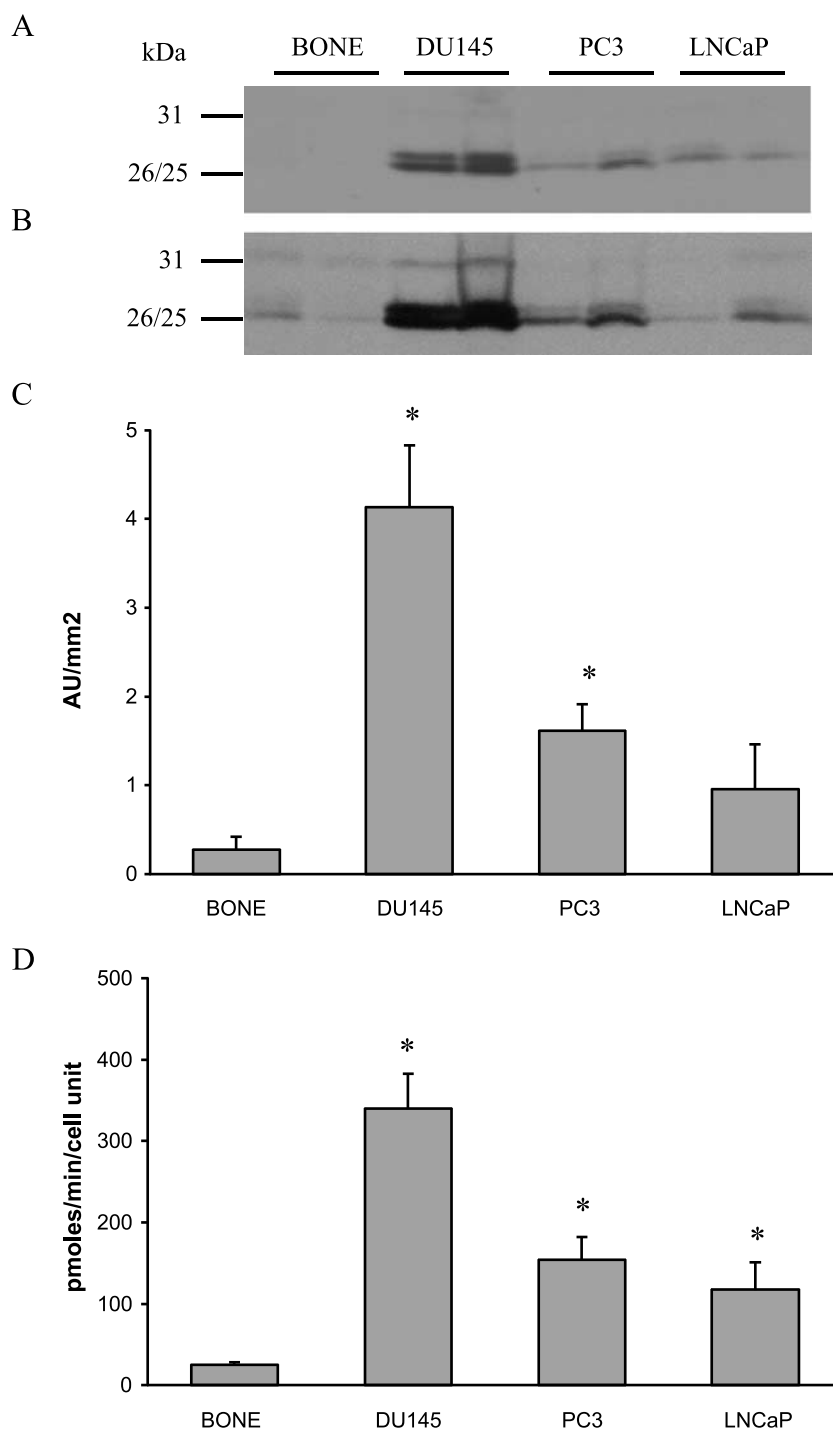 A
kDa BONE DU145 PC3 LNCaP
31
26/25
B
31
26/25
C
*
5
4
*
3
2
1
0
AU/mm2
BONE DU145 PC3 LNCaP
D
500
*
400
300
*
*
200
100
0
pmoles/min/cell unit
BONE DU145 PC3 LNCaP